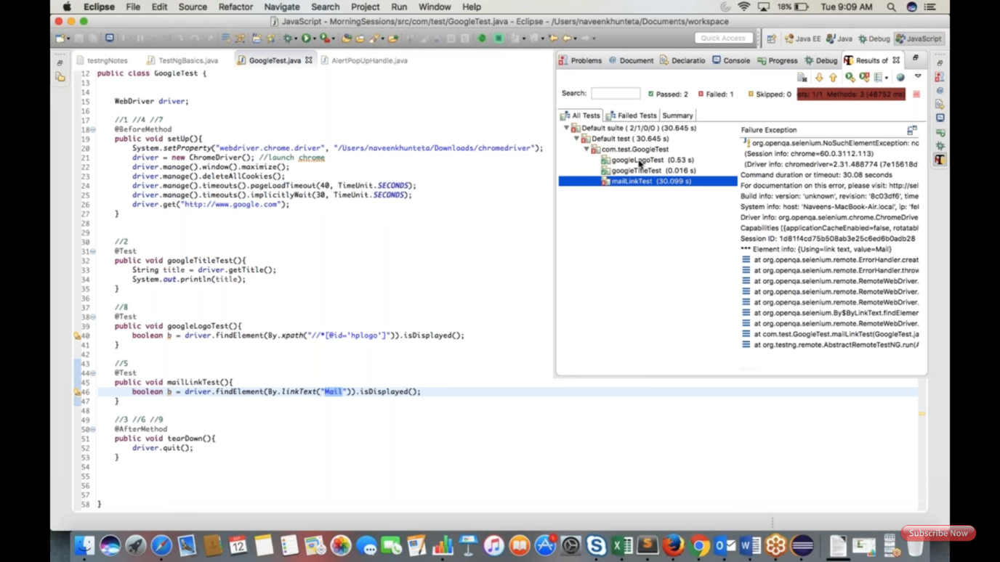 Eclipse File Edit Source Refactor Navigate Search Project Run Window Help 18% Tue 9:09 AM
JavaScript - MorningSessions/src/com/test/GoogleTest.java - Eclipse - /Users/naveenkhunteta/Documents/workspace
Quick Access Java EE Java Debug JavaScript
testngNotes TestNgBasics.java GoogleTest.java AlertPopUpHandle.java
12 public class GoogleTest {
13
14
15 WebDriver driver;
16
17 //1 //4 //7
18 @BeforeMethod
19 public void setUp(){
20 System.setProperty("webdriver.chrome.driver", "/Users/naveenkhunteta/Downloads/chromedriver");
21 driver = new ChromeDriver(); //launch chrome
22 driver.manage().window().maximize();
23 driver.manage().deleteAllCookies();
24 driver.manage().timeouts().pageLoadTimeout(40, TimeUnit.SECONDS);
25 driver.manage().timeouts().implicitlyWait(30, TimeUnit.SECONDS);
26 driver.get("http://www.google.com");
27 }
28
29
30 //2
31 @Test
32 public void googleTitleTest(){
33 String title = driver.getTitle();
34 System.out.println(title);
35 }
36
37 //8
38 @Test
39 public void googleLogoTest(){
40 boolean b = driver.findElement(By.xpath("//*[@id='hplogo']")).isDisplayed();
41 }
42
43 //5
44 @Test
45 public void mailLinkTest(){
46 boolean b = driver.findElement(By.linkText("Mail")).isDisplayed();
47 }
48
49 //3 //6 //9
50 @AfterMethod
51 public void tearDown(){
52 driver.quit();
53 }
54
55
56
57
58 }
Problems Document Declaratio Console Progress Debug Results of
Search: Passed: 2 Failed: 1 Skipped: 0 sts: 1/1 Methods: 3 (48752 ms)
All Tests Failed Tests Summary
Default suite ( 2/1/0/0 ) (30.645 s)
Default test ( 30.645 s)
com.test.GoogleTest
googleLogoTest (0.53 s)
googleTitleTest (0.016 s)
mailLinkTest (30.099 s)
Failure Exception
org.openqa.selenium.NoSuchElementException: no
(Session info: chrome=60.0.3112.113)
(Driver info: chromedriver=2.31.488774 (7e15618d
Command duration or timeout: 30.08 seconds
For documentation on this error, please visit: http://sel
Build info: version: 'unknown', revision: '8c03df6', time
System info: host: 'Naveens-MacBook-Air.local', ip: 'fe
Driver info: org.openqa.selenium.chrome.ChromeDrive
Capabilities [{applicationCacheEnabled=false, rotatabl
Session ID: 1d81f4cd75b508ab3e25c6ed6b0adb28
*** Element info: {Using=link text, value=Mail}
at org.openqa.selenium.remote.ErrorHandler.creat
at org.openqa.selenium.remote.ErrorHandler.throw
at org.openqa.selenium.remote.RemoteWebDriver.
at org.openqa.selenium.remote.RemoteWebDriver.
at org.openqa.selenium.remote.RemoteWebDriver.
at org.openqa.selenium.By$ByLinkText.findElemer
at org.openqa.selenium.remote.RemoteWebDriver.
at com.test.GoogleTest.mailLinkTest(GoogleTest.ja
at org.testng.remote.AbstractRemoteTestNG.run(A
12
Subscribe Now